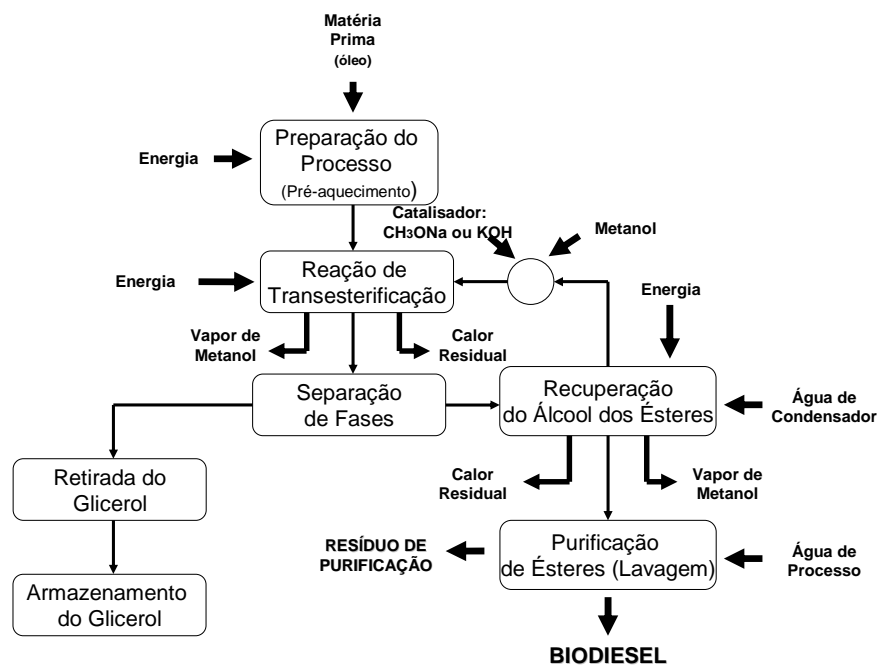 Matéria
Prima
(óleo)
Preparação do
Processo
(Pré-aquecimento)
Energia
Catalisador:
CH3ONa ou KOH
Metanol
Energia
Reação de
Transesterificação
Energia
Vapor de
Metanol
Calor
Residual
Separação
de Fases
Recuperação
do Álcool dos Ésteres
Água de
Condensador
Retirada do
Glicerol
Calor
Residual
Vapor de
Metanol
RESÍDUO DE
PURIFICAÇÃO
Purificação
de Ésteres (Lavagem)
Água de
Processo
Armazenamento
do Glicerol
BIODIESEL